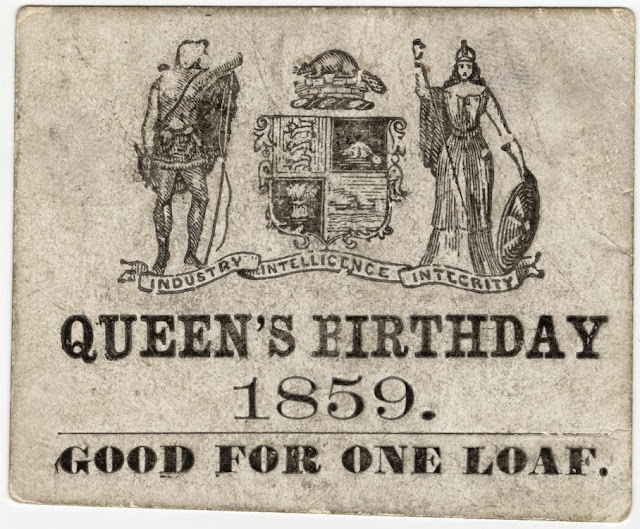 INDUSTRY INTELLIGENCE INTEGRITY
QUEEN'S BIRTHDAY
1859.
GOOD FOR ONE LOAF.